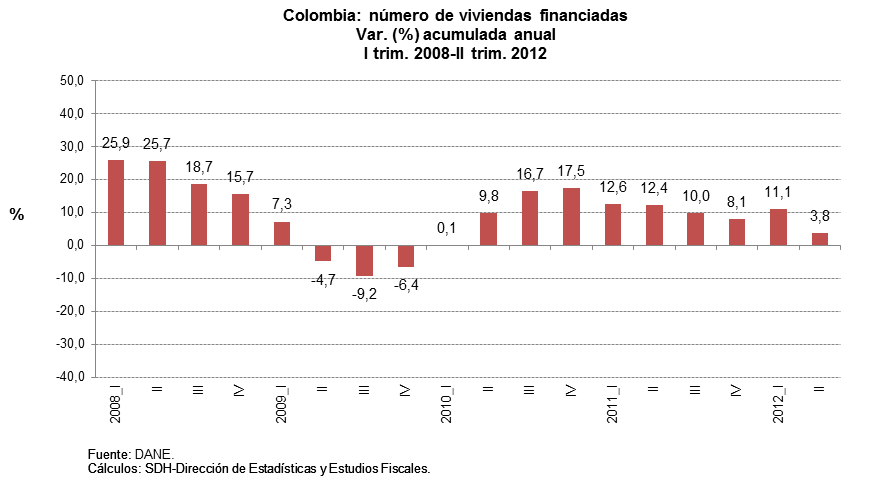 Colombia: número de viviendas financiadas
Var. (%) acumulada anual
I trim. 2008-II trim. 2012
50,0
40,0
30,0
20,0
10,0
0,0
-10,0
-20,0
-30,0
-40,0
%
25,9
25,7
18,7
15,7
7,3
-4,7
-9,2
-6,4
0,1
9,8
16,7
17,5
12,6
12,4
10,0
8,1
11,1
3,8
2008_I
II
III
IV
2009_I
II
III
IV
2010_I
II
III
IV
2011_I
II
III
IV
2012_I
II
Fuente: DANE.
Cálculos: SDH-Dirección de Estadísticas y Estudios Fiscales.